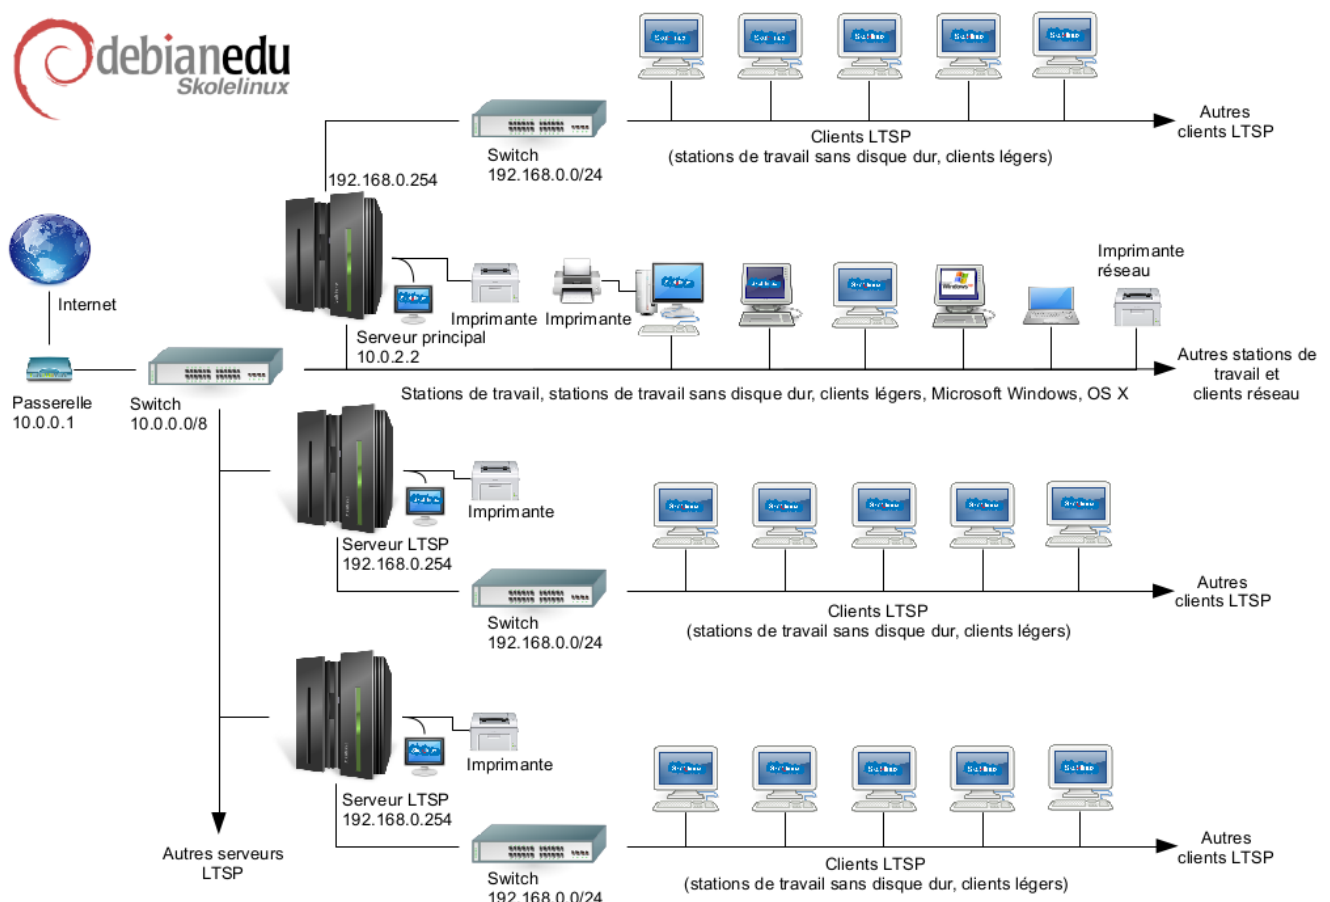 debianedu
Skolelinux
Switch
192.168.0.0/24
Clients LTSP
(stations de travail sans disque dur, clients légers)
Autres
clients LTSP
192.168.0.254
Internet
Passerelle
10.0.0.1
Switch
10.0.0.0/8
Serveur principal
10.0.2.2
Imprimante
Imprimante
Windows
Imprimante
réseau
Stations de travail, stations de travail sans disque dur, clients légers, Microsoft Windows, OS X
Autres stations de
travail et
clients réseau
Imprimante
Serveur LTSP
192.168.0.254
Switch
192.168.0.0/24
Clients LTSP
(stations de travail sans disque dur, clients légers)
Autres
clients LTSP
Imprimante
Serveur LTSP
192.168.0.254
Switch
192.168.0.0/24
Clients LTSP
(stations de travail sans disque dur, clients légers)
Autres
clients LTSP
Autres serveurs
LTSP